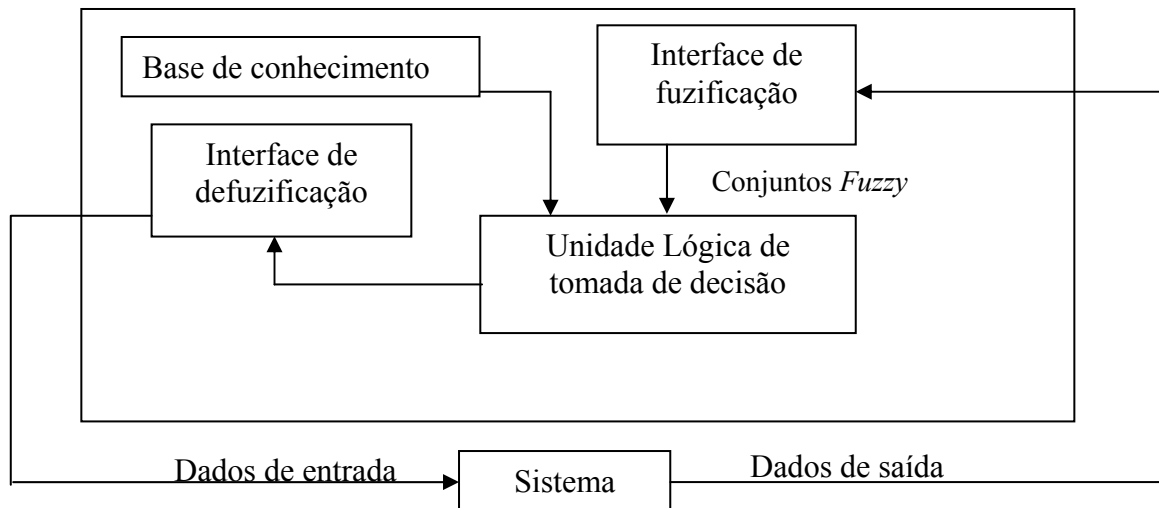 Base de conhecimento
Interface de
fuzificação
Interface de
defuzificação
Conjuntos Fuzzy
Unidade Lógica de
tomada de decisão
Dados de entrada
Sistema
Dados de saída